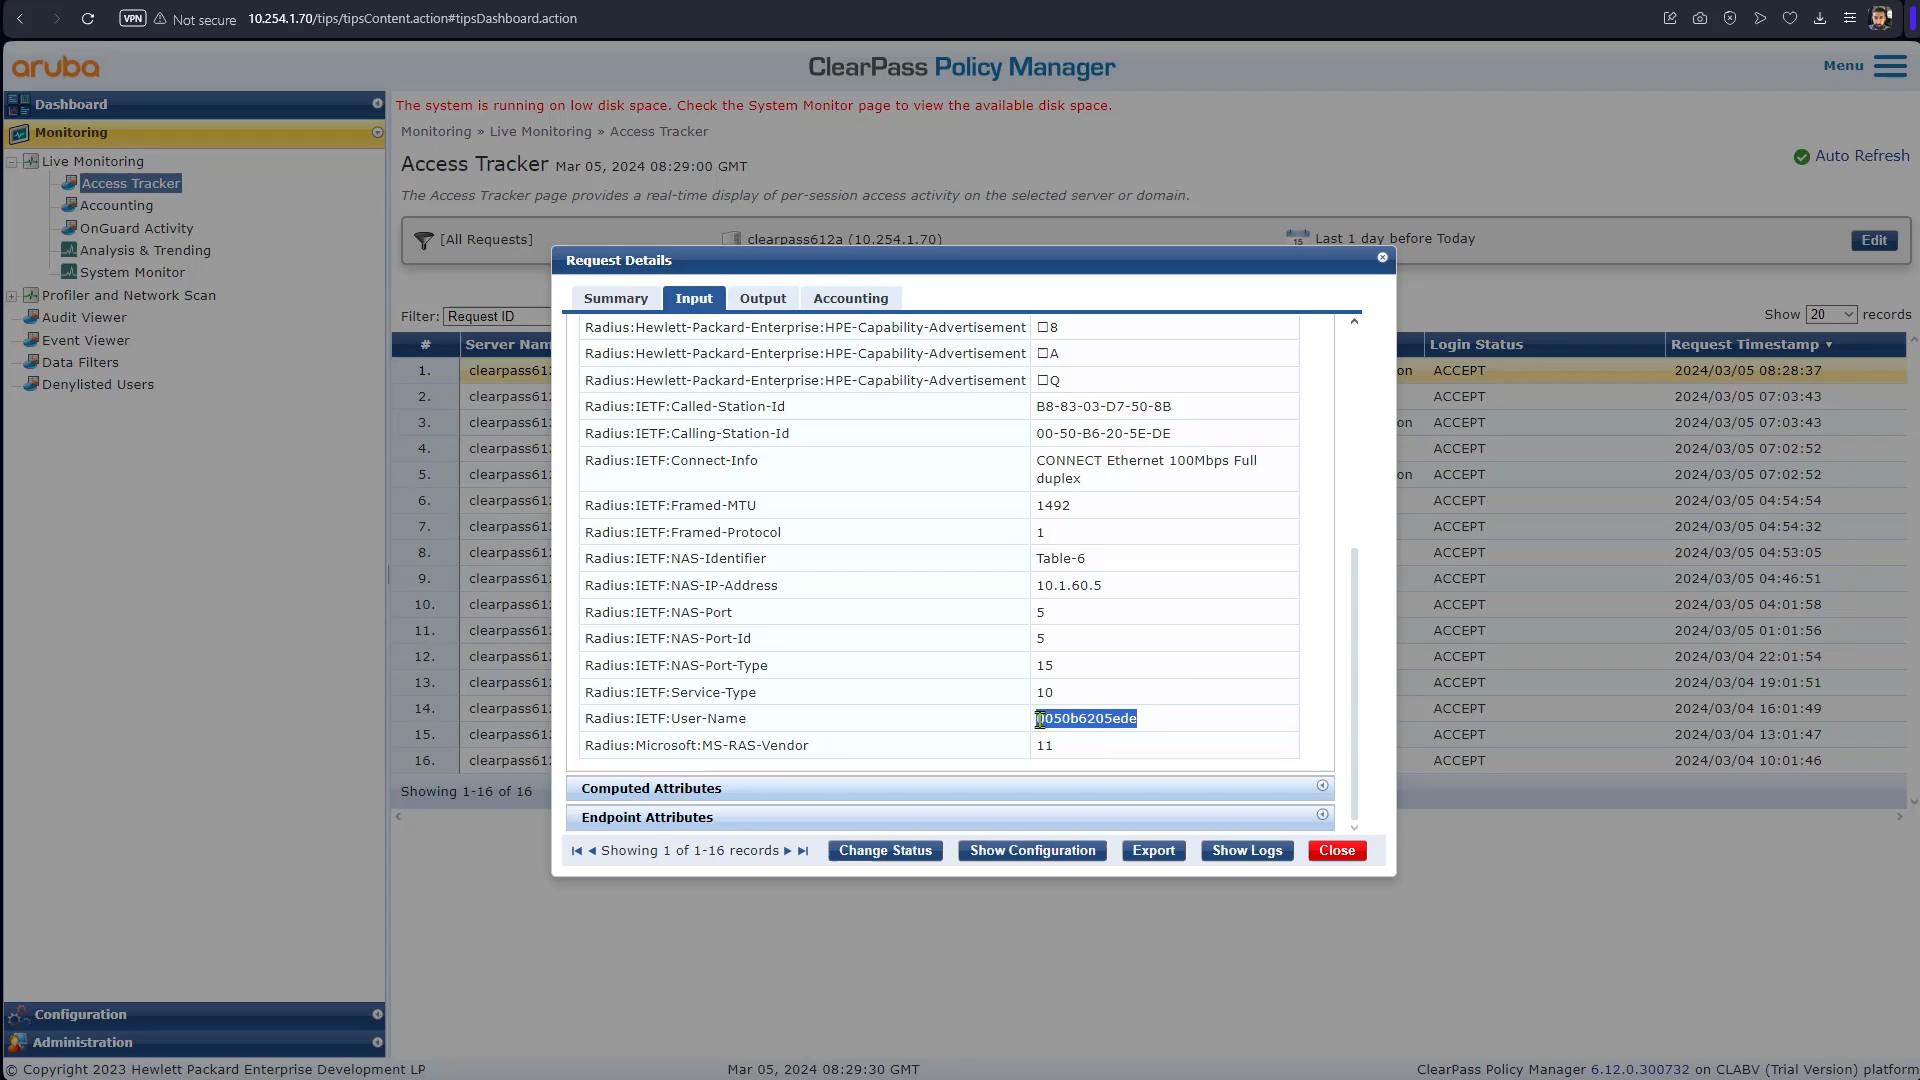 VPN Not secure 10.254.1.70/tips/tipsContent.action#tipsDashboard.action
aruba
ClearPass Policy Manager
Menu
Dashboard
Monitoring
Live Monitoring
Access Tracker
Accounting
OnGuard Activity
Analysis & Trending
System Monitor
Profiler and Network Scan
Audit Viewer
Event Viewer
Data Filters
Denylisted Users
Configuration
Administration
The system is running on low disk space. Check the System Monitor page to view the available disk space.
Monitoring » Live Monitoring » Access Tracker
Access Tracker Mar 05, 2024 08:29:00 GMT
Auto Refresh
The Access Tracker page provides a real-time display of per-session access activity on the selected server or domain.
[All Requests] clearpass612a (10.254.1.70) 15 Last 1 day before Today Edit
Filter: Request ID
Show 20 records
# Server Nam Login Status Request Timestamp ▼
1. clearpass612 on ACCEPT 2024/03/05 08:28:37
2. clearpass612 ACCEPT 2024/03/05 07:03:43
3. clearpass612 on ACCEPT 2024/03/05 07:03:43
4. clearpass612 ACCEPT 2024/03/05 07:02:52
5. clearpass612 on ACCEPT 2024/03/05 07:02:52
6. clearpass612 ACCEPT 2024/03/05 04:54:54
7. clearpass612 ACCEPT 2024/03/05 04:54:32
8. clearpass612 ACCEPT 2024/03/05 04:53:05
9. clearpass612 ACCEPT 2024/03/05 04:46:51
10. clearpass612 ACCEPT 2024/03/05 04:01:58
11. clearpass612 ACCEPT 2024/03/05 01:01:56
12. clearpass612 ACCEPT 2024/03/04 22:01:54
13. clearpass612 ACCEPT 2024/03/04 19:01:51
14. clearpass612 ACCEPT 2024/03/04 16:01:49
15. clearpass612 ACCEPT 2024/03/04 13:01:47
16. clearpass612 ACCEPT 2024/03/04 10:01:46
Showing 1-16 of 16
Request Details
Summary Input Output Accounting
Radius:Hewlett-Packard-Enterprise:HPE-Capability-Advertisement □8
Radius:Hewlett-Packard-Enterprise:HPE-Capability-Advertisement □A
Radius:Hewlett-Packard-Enterprise:HPE-Capability-Advertisement □Q
Radius:IETF:Called-Station-Id B8-83-03-D7-50-8B
Radius:IETF:Calling-Station-Id 00-50-B6-20-5E-DE
Radius:IETF:Connect-Info CONNECT Ethernet 100Mbps Full
duplex
Radius:IETF:Framed-MTU 1492
Radius:IETF:Framed-Protocol 1
Radius:IETF:NAS-Identifier Table-6
Radius:IETF:NAS-IP-Address 10.1.60.5
Radius:IETF:NAS-Port 5
Radius:IETF:NAS-Port-Id 5
Radius:IETF:NAS-Port-Type 15
Radius:IETF:Service-Type 10
Radius:IETF:User-Name 0050b6205ede
Radius:Microsoft:MS-RAS-Vendor 11
Computed Attributes
Endpoint Attributes
Showing 1 of 1-16 records Change Status Show Configuration Export Show Logs Close
© Copyright 2023 Hewlett Packard Enterprise Development LP Mar 05, 2024 08:29:30 GMT ClearPass Policy Manager 6.12.0.300732 on CLABV (Trial Version) platform